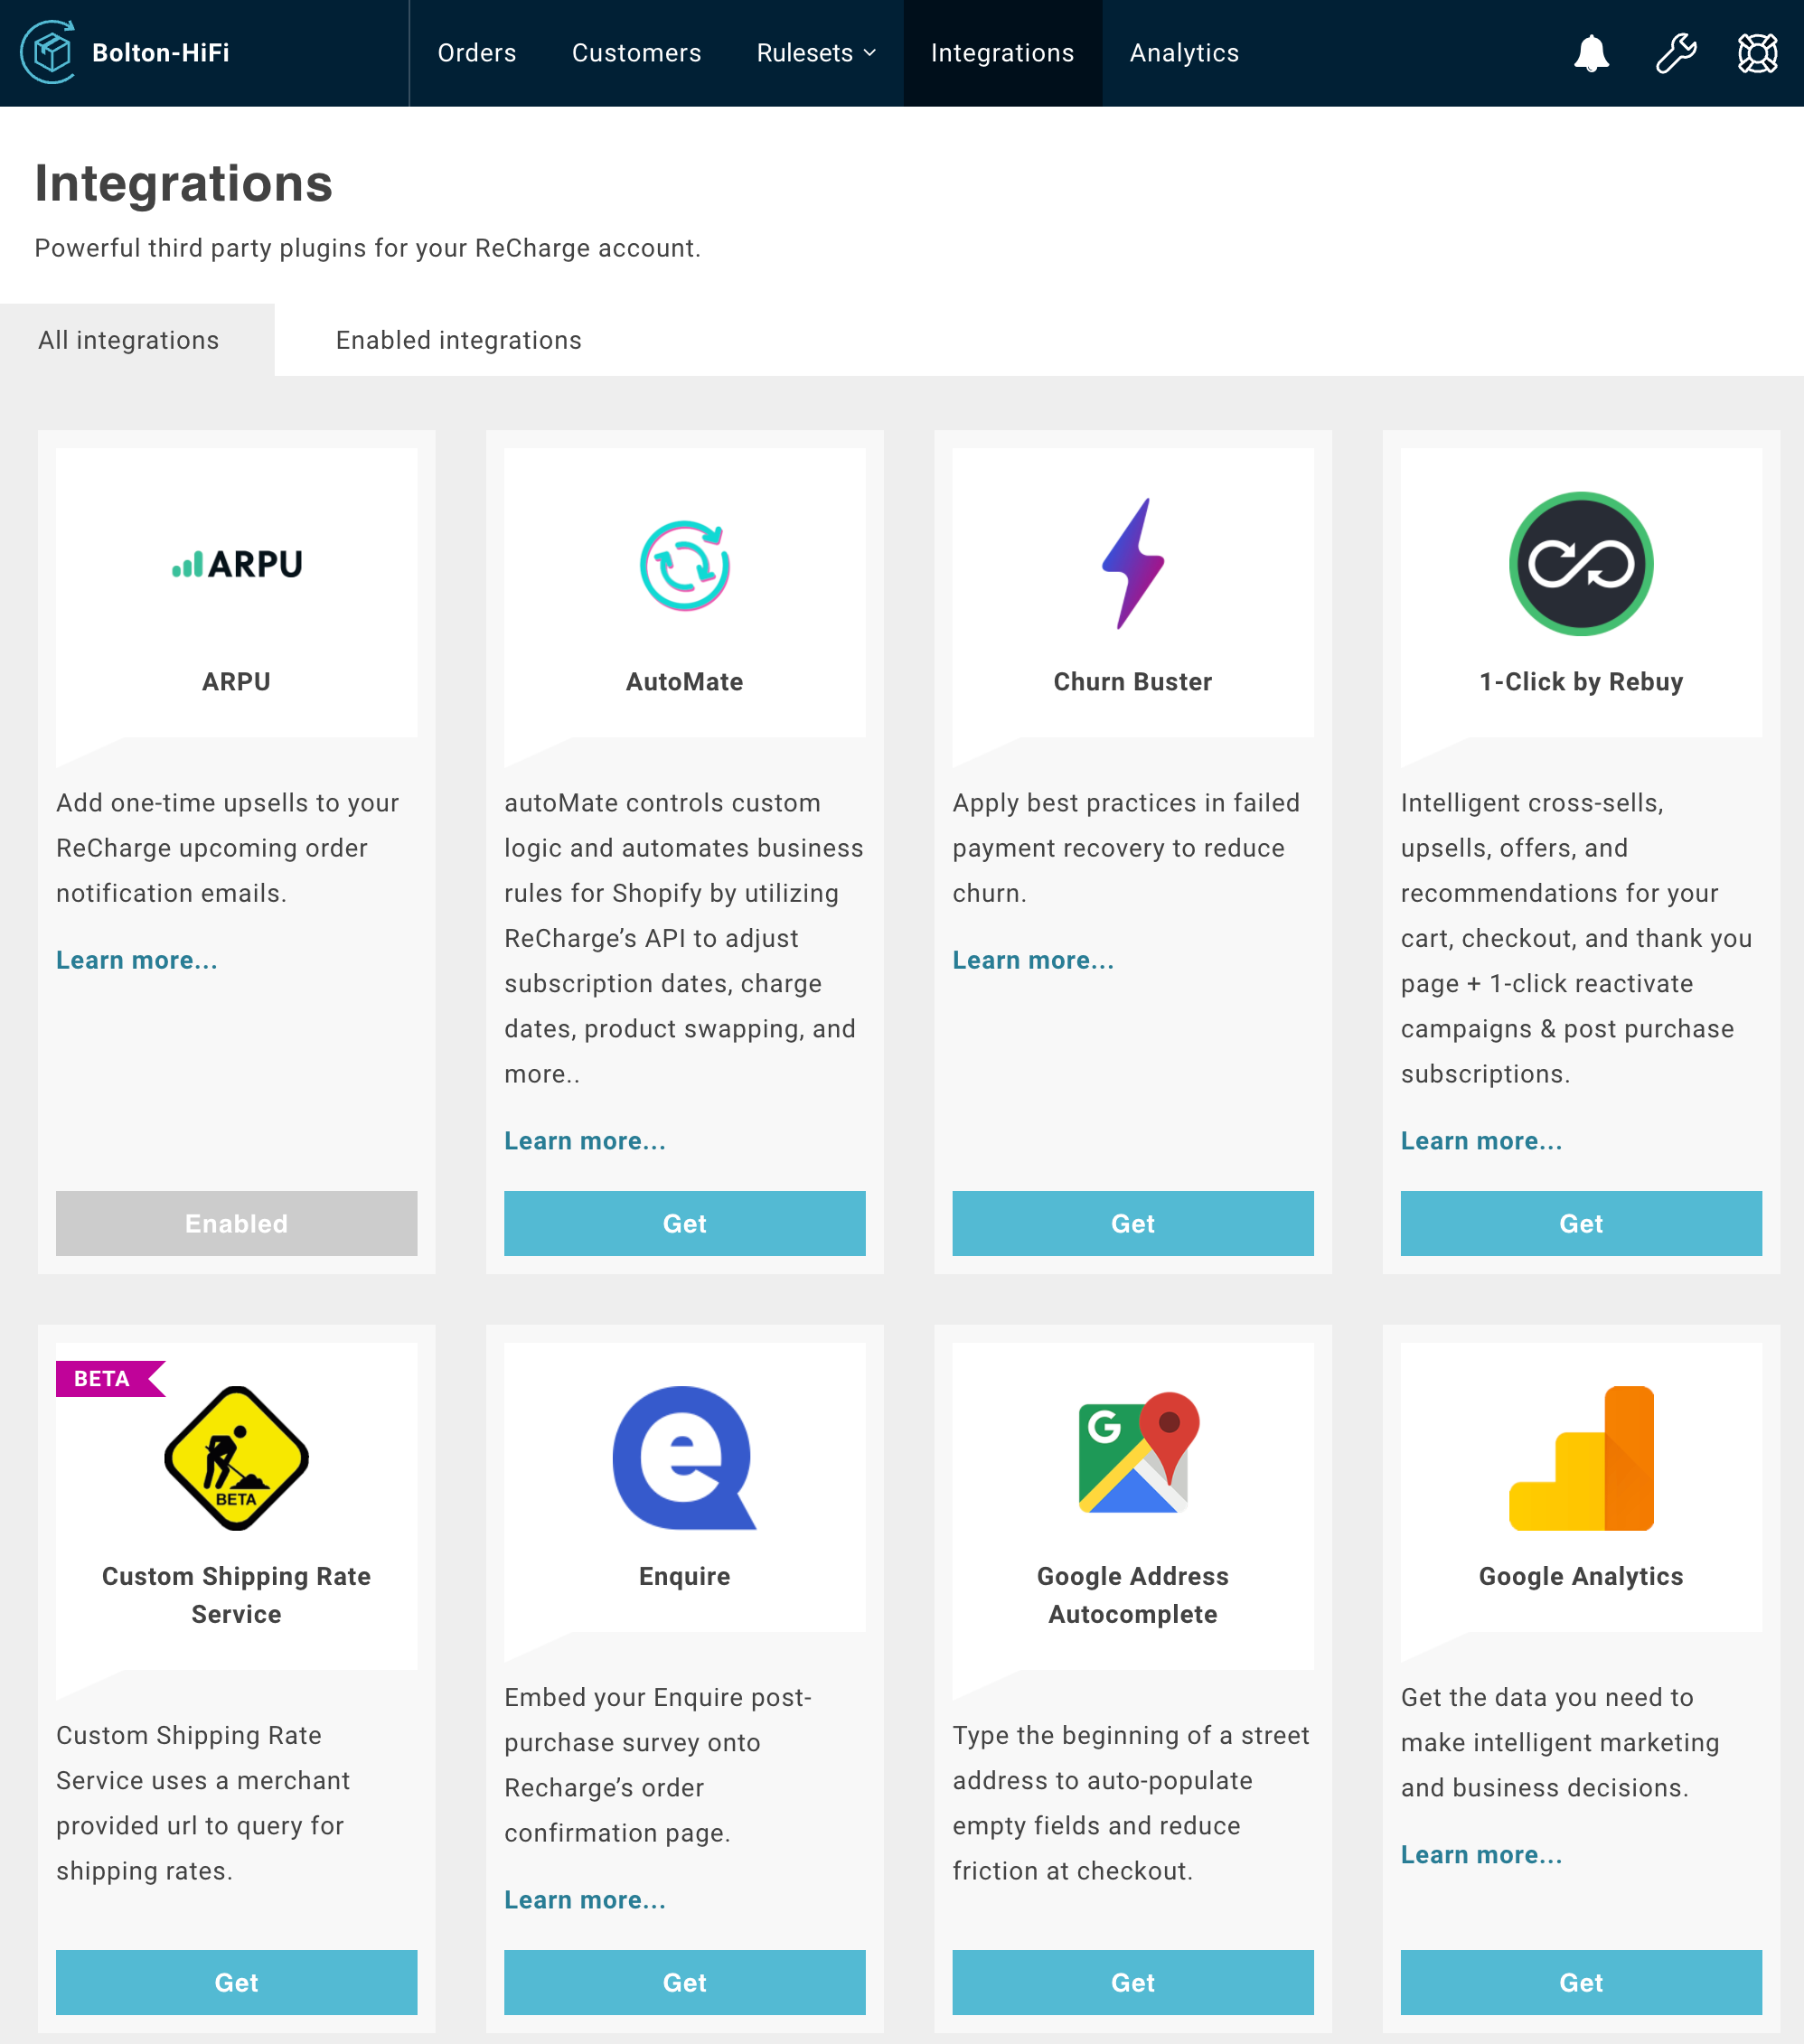 Bolton-HiFi
Orders
Customers
Rulesets
Integrations
Analytics
Integrations
Powerful third party plugins for your ReCharge account.
All integrations
Enabled integrations
ARPU
ARPU
Add one-time upsells to your
ReCharge upcoming order
notification emails.
Learn more...
Enabled
AutoMate
autoMate controls custom
logic and automates business
rules for Shopify by utilizing
ReCharge’s API to adjust
subscription dates, charge
dates, product swapping, and
more..
Learn more...
Get
Churn Buster
Apply best practices in failed
payment recovery to reduce
churn.
Learn more...
Get
1-Click by Rebuy
Intelligent cross-sells,
upsells, offers, and
recommendations for your
cart, checkout, and thank you
page + 1-click reactivate
campaigns & post purchase
subscriptions.
Learn more...
Get
BETA
BETA
Custom Shipping Rate
Service
Custom Shipping Rate
Service uses a merchant
provided url to query for
shipping rates.
Get
e
Enquire
Embed your Enquire post-
purchase survey onto
Recharge’s order
confirmation page.
Learn more...
Get
G
Google Address
Autocomplete
Type the beginning of a street
address to auto-populate
empty fields and reduce
friction at checkout.
Get
Google Analytics
Get the data you need to
make intelligent marketing
and business decisions.
Learn more...
Get